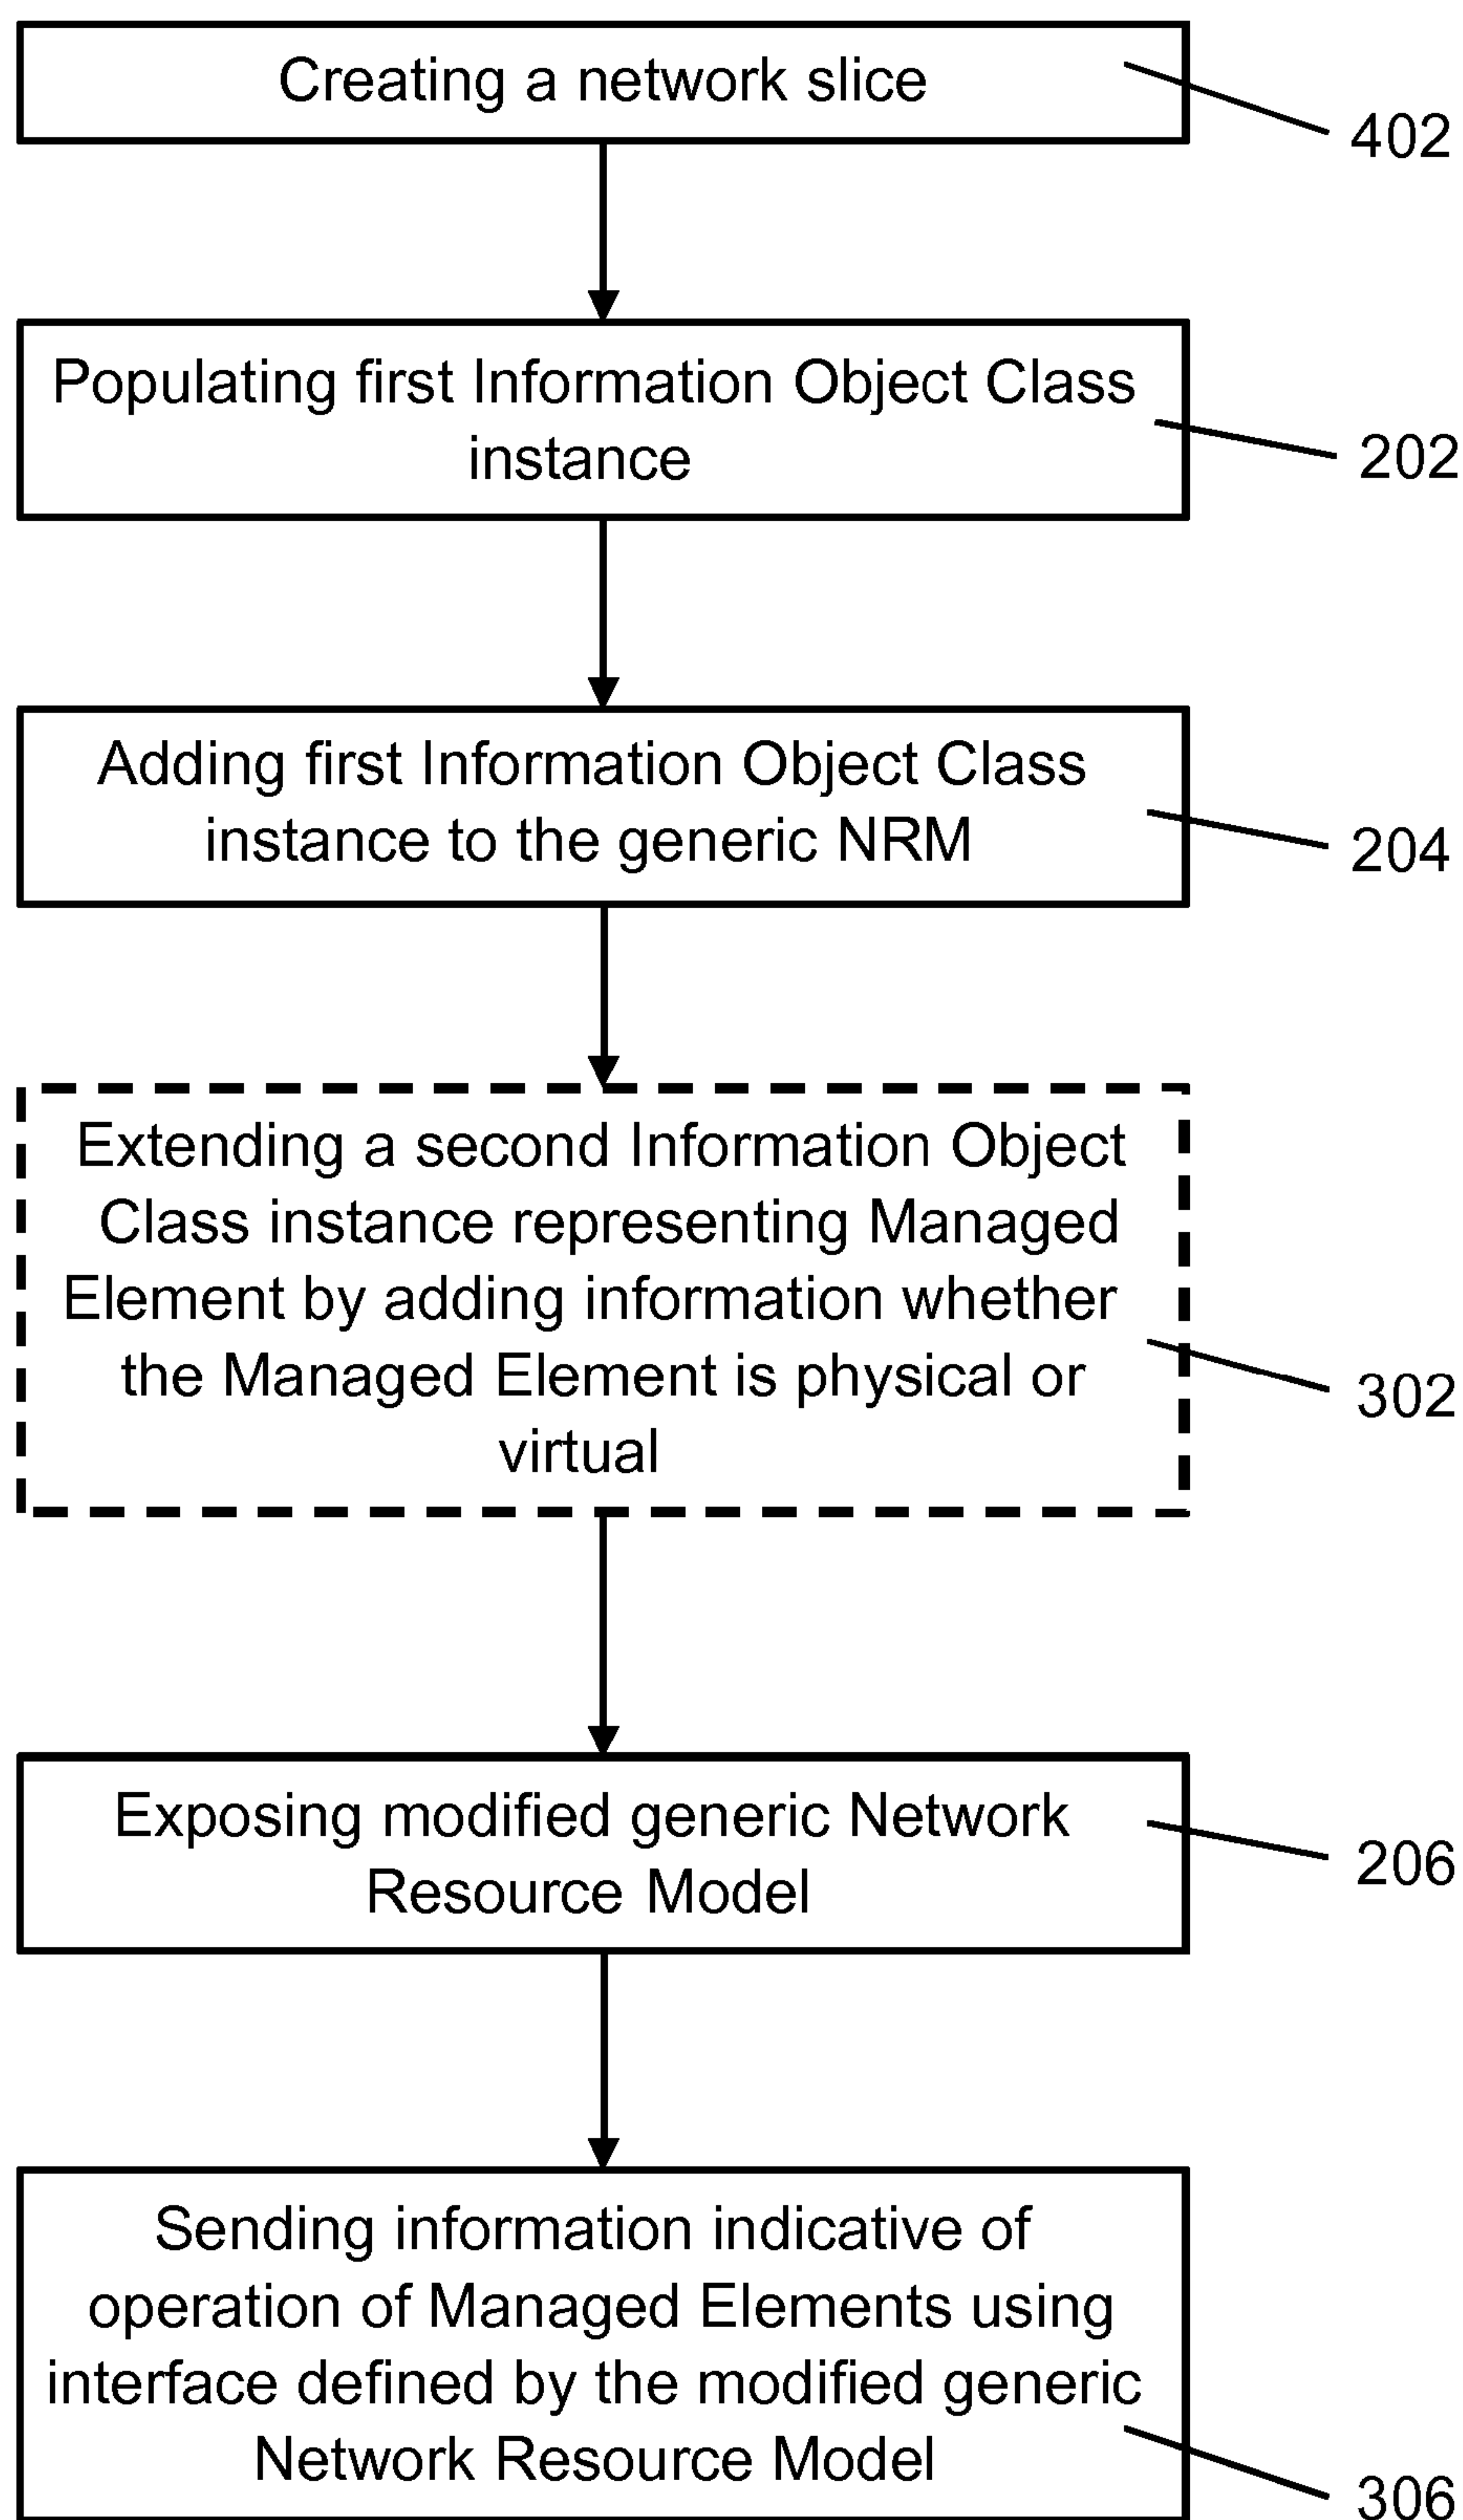 Creating a network slice
402
Populating first Information Object Class
instance
202
Adding first Information Object Class
instance to the generic NRM
204
Extending a second Information Object
Class instance representing Managed
Element by adding information whether
the Managed Element is physical or
virtual
302
Exposing modified generic Network
Resource Model
206
Sending information indicative of
operation of Managed Elements using
interface defined by the modified generic
Network Resource Model
306